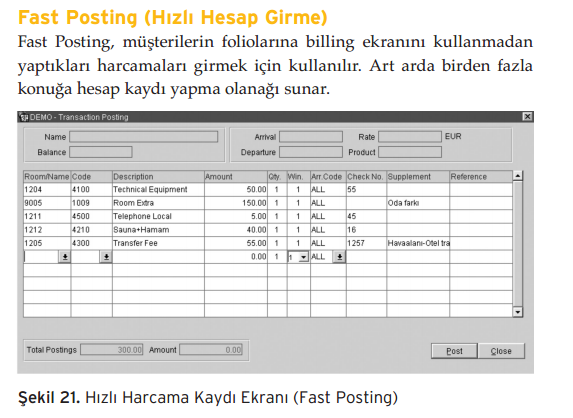 Fast Posting (Hızlı Hesap Girme)
Fast Posting, müşterilerin foliolarına billing ekranını kullanmadan
yaptıkları harcamaları girmek için kullanılır. Art arda birden fazla
konuğa hesap kaydı yapma olanağı sunar.
DEMO - Transaction Posting
Name Arrival Rate EUR
Balance Departure Product
Room/Name Code Description Amount Qty. Win. Arr.Code Check No. Supplement Reference
1204 4100 Technical Equipment 50.00 1 1 ALL 55
9005 1009 Room Extra 150.00 1 1 ALL Oda farkı
1211 4500 Telephone Local 5.00 1 1 ALL 45
1212 4210 Sauna+Hamam 40.00 1 1 ALL 16
1205 4300 Transfer Fee 55.00 1 1 ALL 1257 Havaalanı-Otel tra
0.00 1 1 ALL
Total Postings 300.00 Amount 0.00 Post Close
Şekil 21. Hızlı Harcama Kaydı Ekranı (Fast Posting)